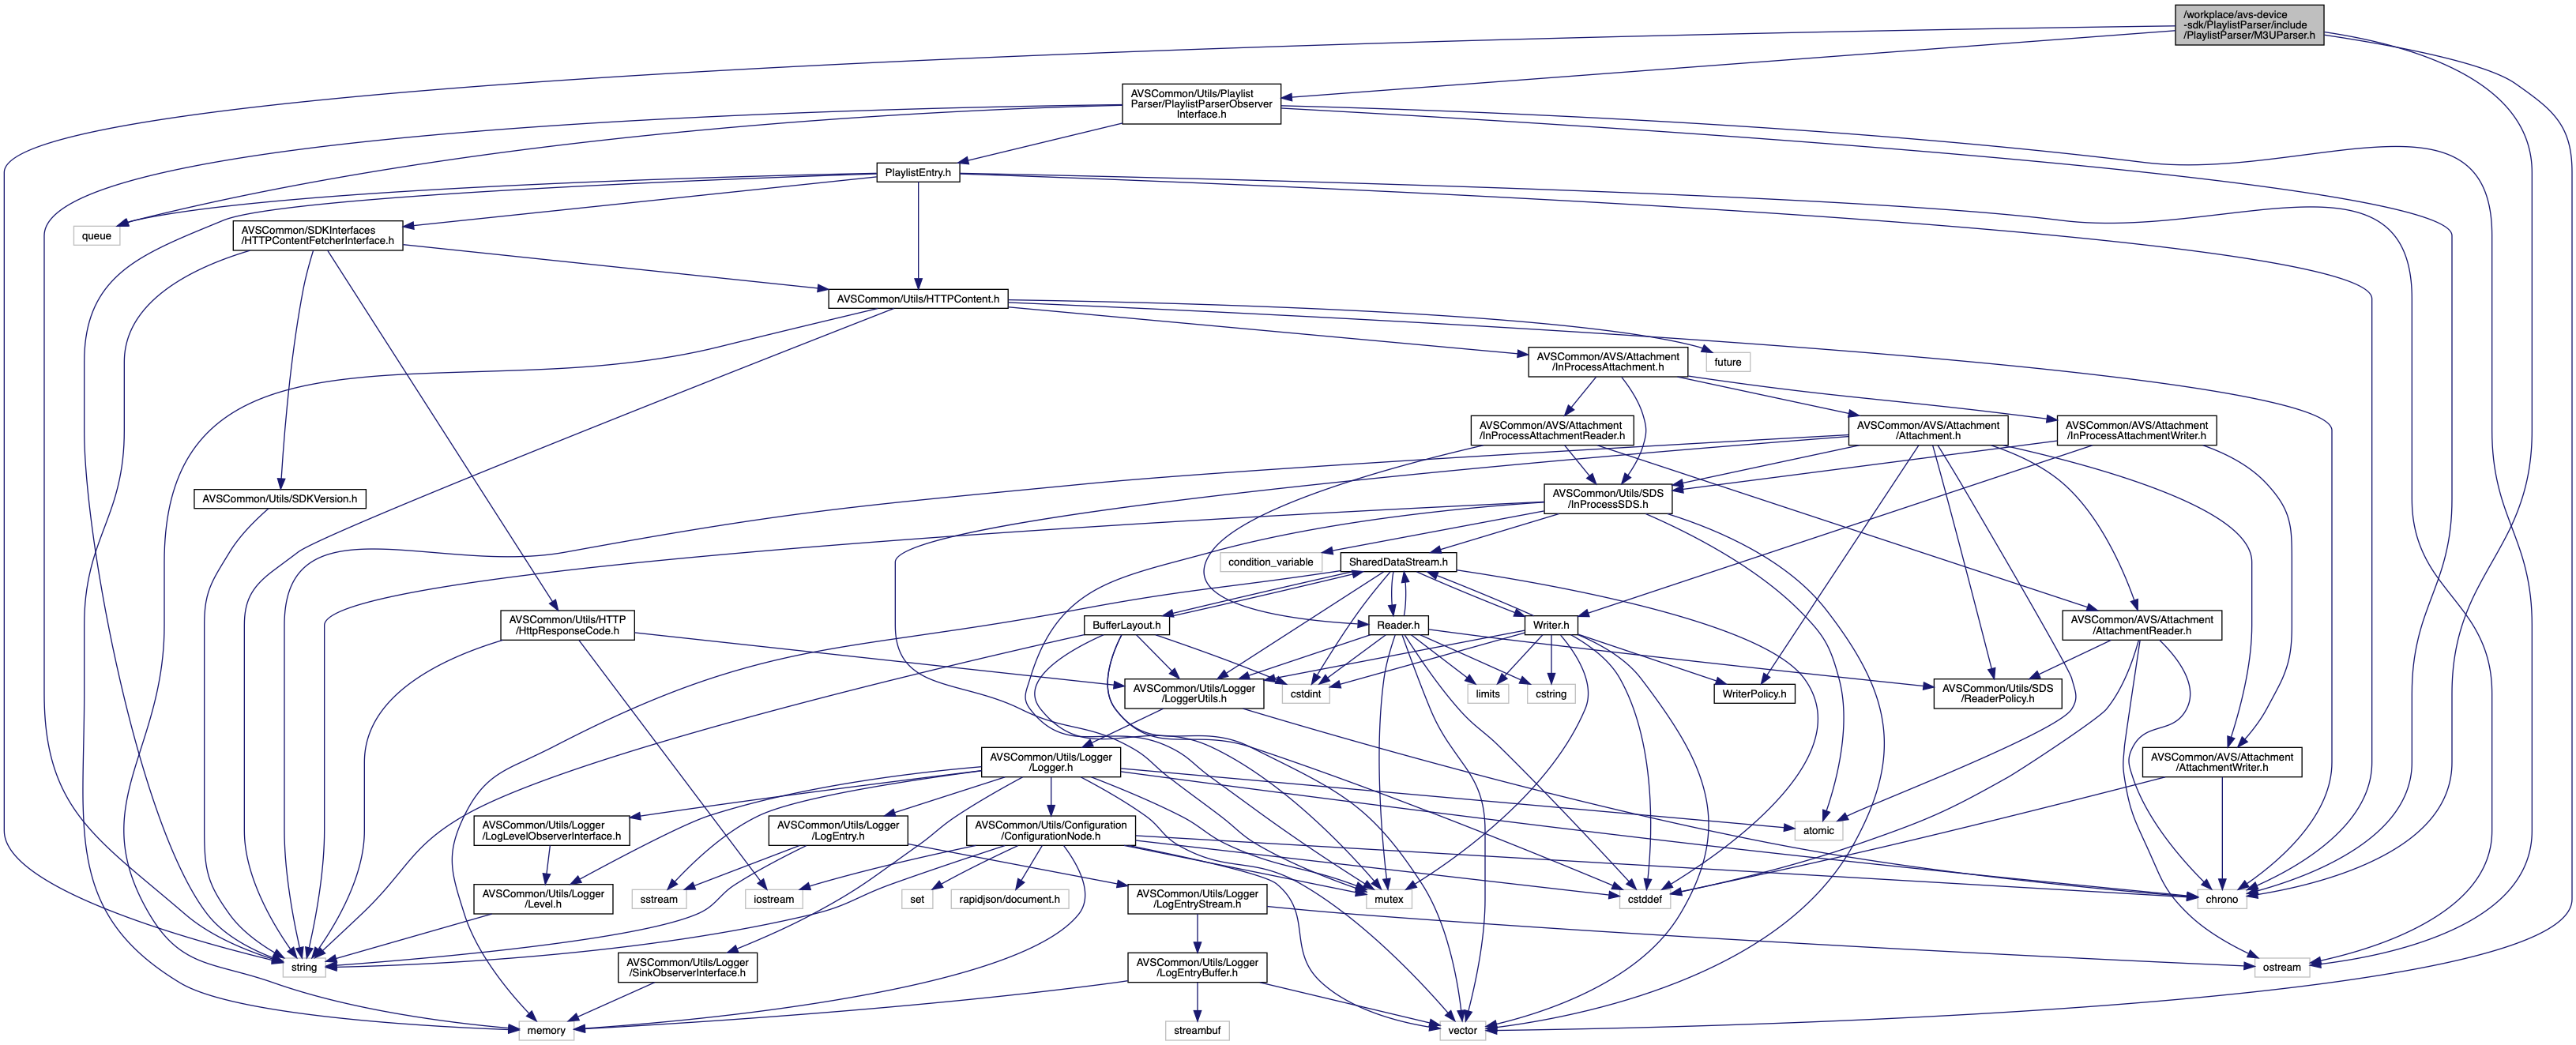 /workplace/avs-device
-sdk/PlaylistParser/include
/PlaylistParser/M3UParser.h
AVSCommon/Utils/Playlist
Parser/PlaylistParserObserver
Interface.h
PlaylistEntry.h
queue
AVSCommon/SDKInterfaces
/HTTPContentFetcherInterface.h
AVSCommon/Utils/HTTPContent.h
AVSCommon/AVS/Attachment
/InProcessAttachment.h
future
AVSCommon/AVS/Attachment
/InProcessAttachmentReader.h
AVSCommon/AVS/Attachment
/Attachment.h
AVSCommon/AVS/Attachment
/InProcessAttachmentWriter.h
AVSCommon/Utils/SDKVersion.h
AVSCommon/Utils/SDS
/InProcessSDS.h
condition_variable
SharedDataStream.h
AVSCommon/Utils/HTTP
/HttpResponseCode.h
BufferLayout.h
Reader.h
Writer.h
AVSCommon/AVS/Attachment
/AttachmentReader.h
AVSCommon/Utils/Logger
/LoggerUtils.h
cstdint
limits
cstring
WriterPolicy.h
AVSCommon/Utils/SDS
/ReaderPolicy.h
AVSCommon/Utils/Logger
/Logger.h
AVSCommon/AVS/Attachment
/AttachmentWriter.h
AVSCommon/Utils/Logger
/LogLevelObserverInterface.h
AVSCommon/Utils/Logger
/LogEntry.h
AVSCommon/Utils/Configuration
/ConfigurationNode.h
atomic
AVSCommon/Utils/Logger
/Level.h
sstream
iostream
set
rapidjson/document.h
AVSCommon/Utils/Logger
/LogEntryStream.h
mutex
cstddef
chrono
string
AVSCommon/Utils/Logger
/SinkObserverInterface.h
AVSCommon/Utils/Logger
/LogEntryBuffer.h
ostream
memory
streambuf
vector